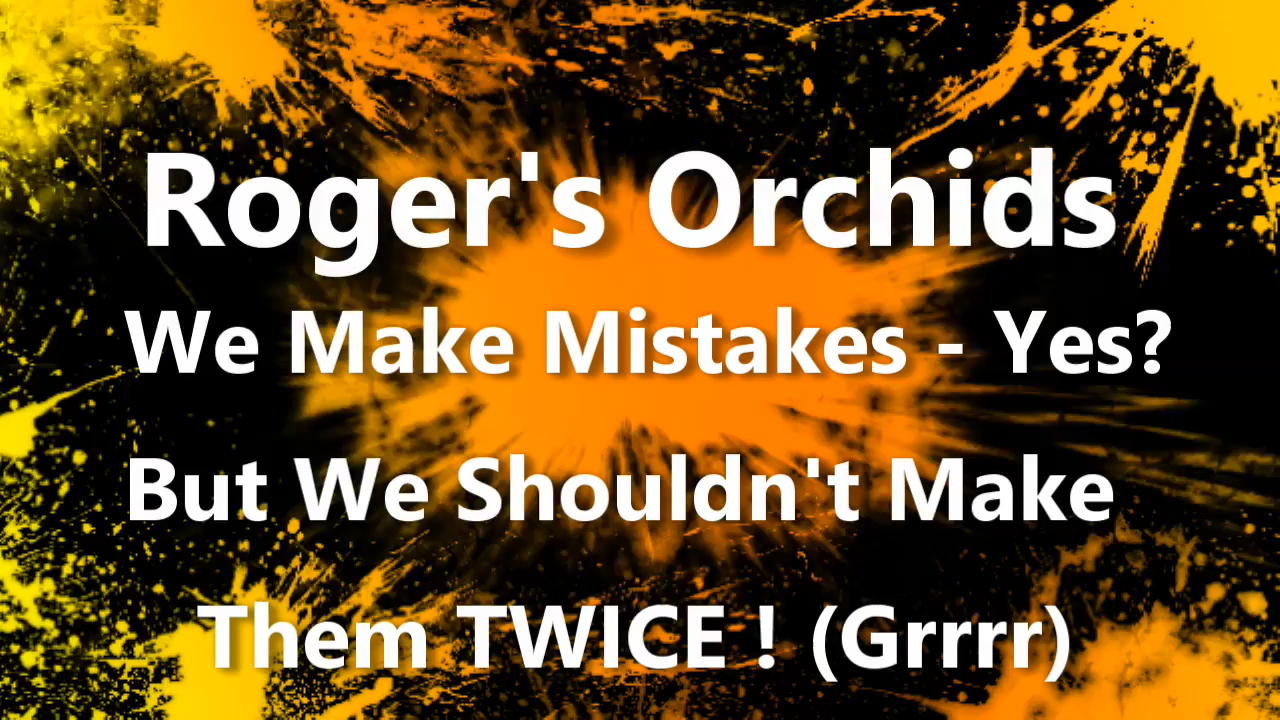 Roger's Orchids
We Make Mistakes - Yes?
But We Shouldn't Make
Them TWICE ! (Grrrr)